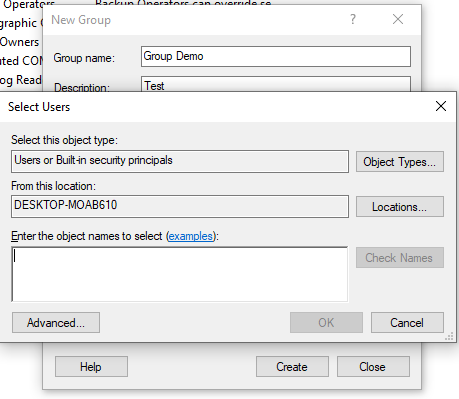 Operators Backup Operators can override se
graphic
Owners
uted COM
og Read
New Group
?
Group name: Group Demo
Description: Test
Select Users
Select this object type:
Users or Built-in security principals
Object Types...
From this location:
DESKTOP-MOAB610
Locations...
Enter the object names to select (examples):
Check Names
Advanced...
OK
Cancel
Help
Create
Close